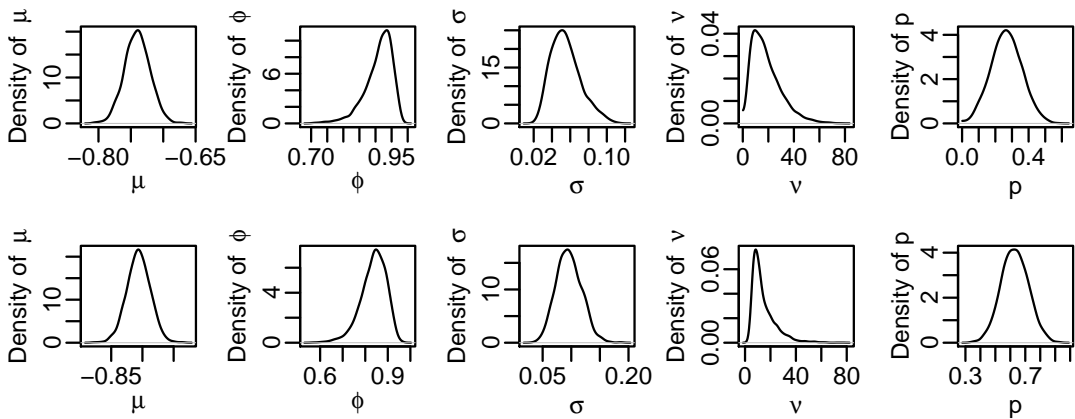 Density of μ
0 10
−0.80 −0.65
μ
Density of ϕ
0 6
0.70 0.95
ϕ
Density of σ
0 15
0.02 0.10
σ
Density of ν
0.00 0.04
0 40 80
ν
Density of p
0 2 4
0.0 0.4
p
Density of μ
0 10
−0.85
μ
Density of ϕ
0 4
0.6 0.9
ϕ
Density of σ
0 10
0.05 0.20
σ
Density of ν
0.00 0.06
0 40 80
ν
Density of p
0 2 4
0.3 0.7
p